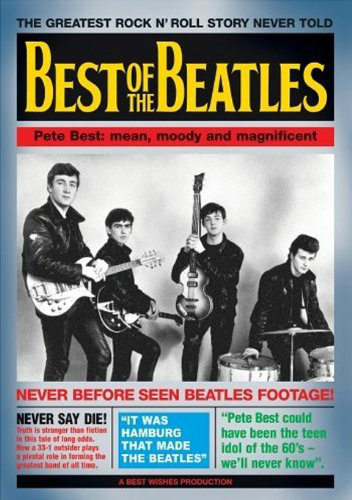 THE GREATEST ROCK N' ROLL STORY NEVER TOLD
BEST OF THE BEATLES
Pete Best: mean, moody and magnificent
NEVER BEFORE SEEN BEATLES FOOTAGE!
NEVER SAY DIE!
Truth is stranger than fiction
in this tale of long odds.
How a 33-1 outsider plays
a pivotal role in forming the
greatest band of all time.
"IT WAS
HAMBURG
THAT MADE
THE BEATLES"
"Pete Best could
have been the teen
idol of the 60's –
we'll never know".
A BEST WISHES PRODUCTION